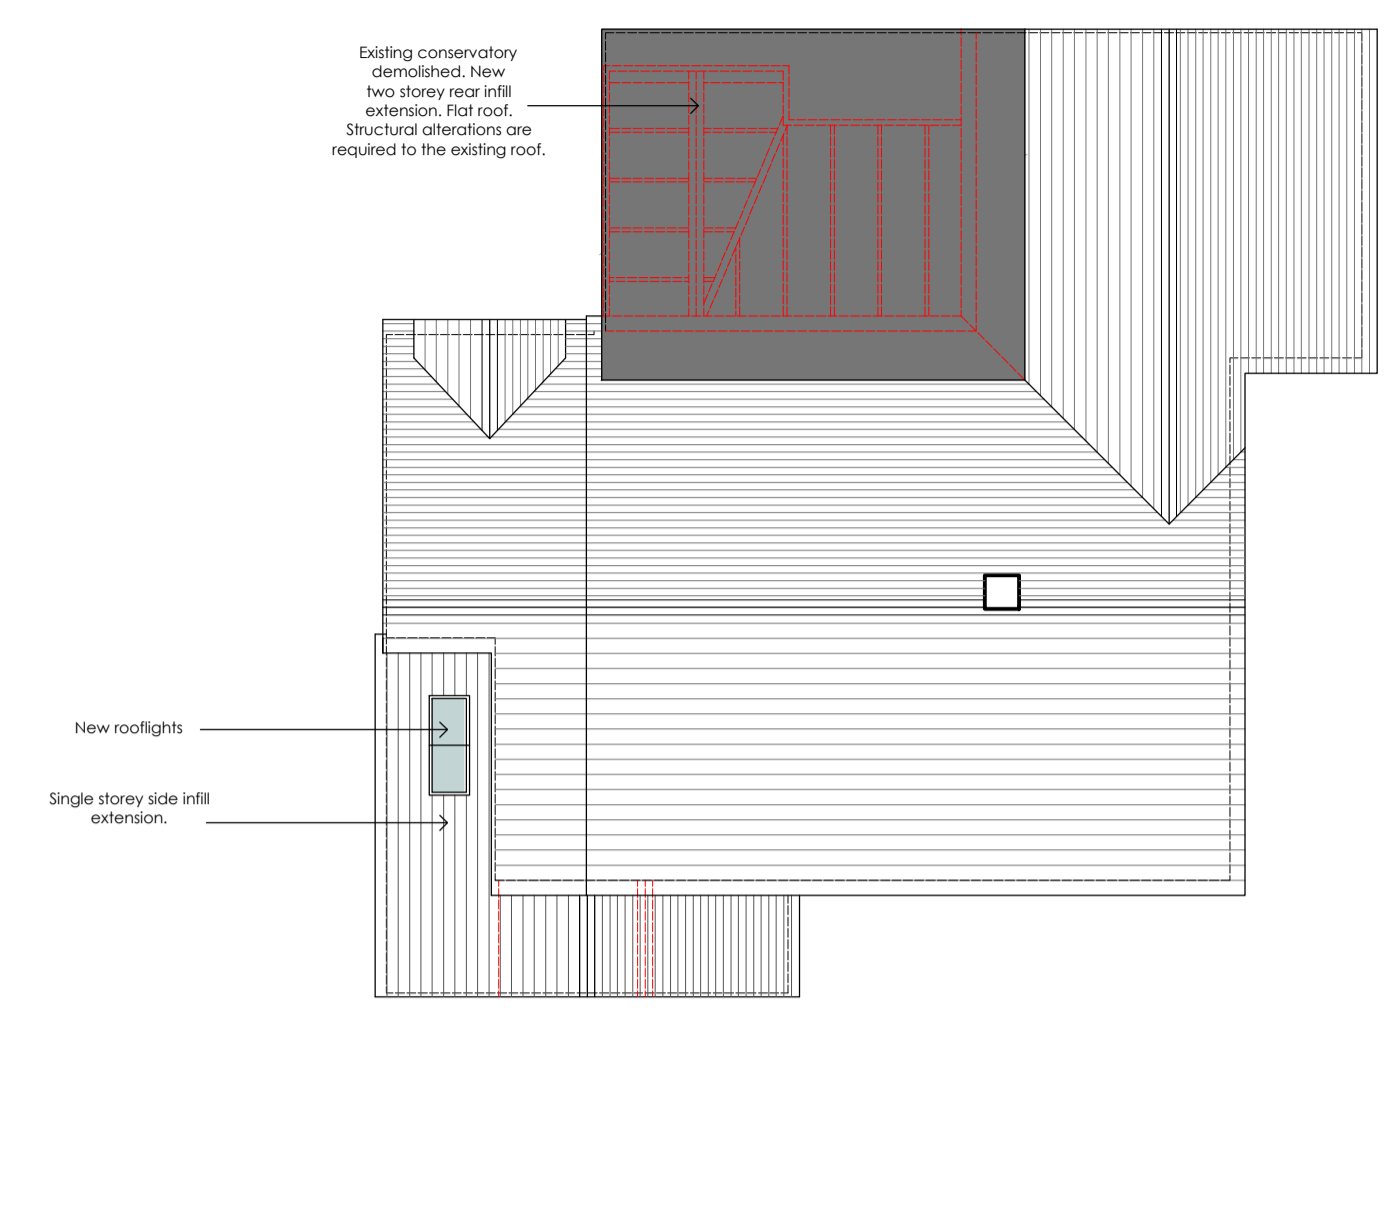 Existing conservatory
demolished. New
two storey rear infill
extension. Flat roof.
Structural alterations are
required to the existing roof.
New rooflights
Single storey side infill
extension.